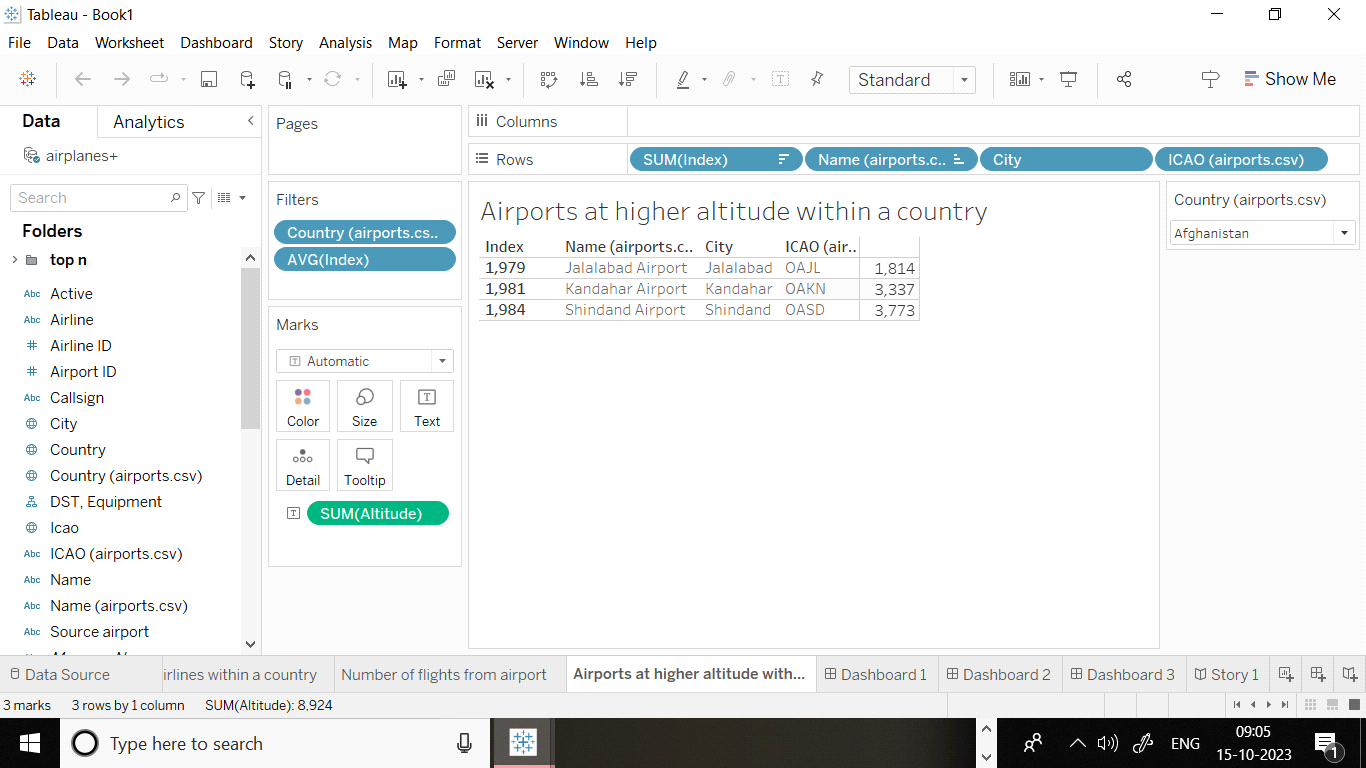 Tableau - Book1
File Data Worksheet Dashboard Story Analysis Map Format Server Window Help
Standard
Show Me
Data Analytics
airplanes+
Search
Folders
top n
Abc Active
Abc Airline
Airline ID
Airport ID
Abc Callsign
City
Country
Country (airports.csv)
DST, Equipment
Icao
Abc ICAO (airports.csv)
Abc Name
Abc Name (airports.csv)
Abc Source airport
Pages
Filters
Country (airports.cs..
AVG(Index)
Marks
T Automatic
Color Size T Text
Detail Tooltip
T SUM(Altitude)
Columns
Rows SUM(Index) Name (airports.c.. City ICAO (airports.csv)
Airports at higher altitude within a country
Index Name (airports.c.. City ICAO (air..
1,979 Jalalabad Airport Jalalabad OAJL 1,814
1,981 Kandahar Airport Kandahar OAKN 3,337
1,984 Shindand Airport Shindand OASD 3,773
Country (airports.csv)
Afghanistan
Data Source irlines within a country Number of flights from airport Airports at higher altitude with... Dashboard 1 Dashboard 2 Dashboard 3 Story 1
3 marks 3 rows by 1 column SUM(Altitude): 8,924
Type here to search
ENG
09:05
15-10-2023
1